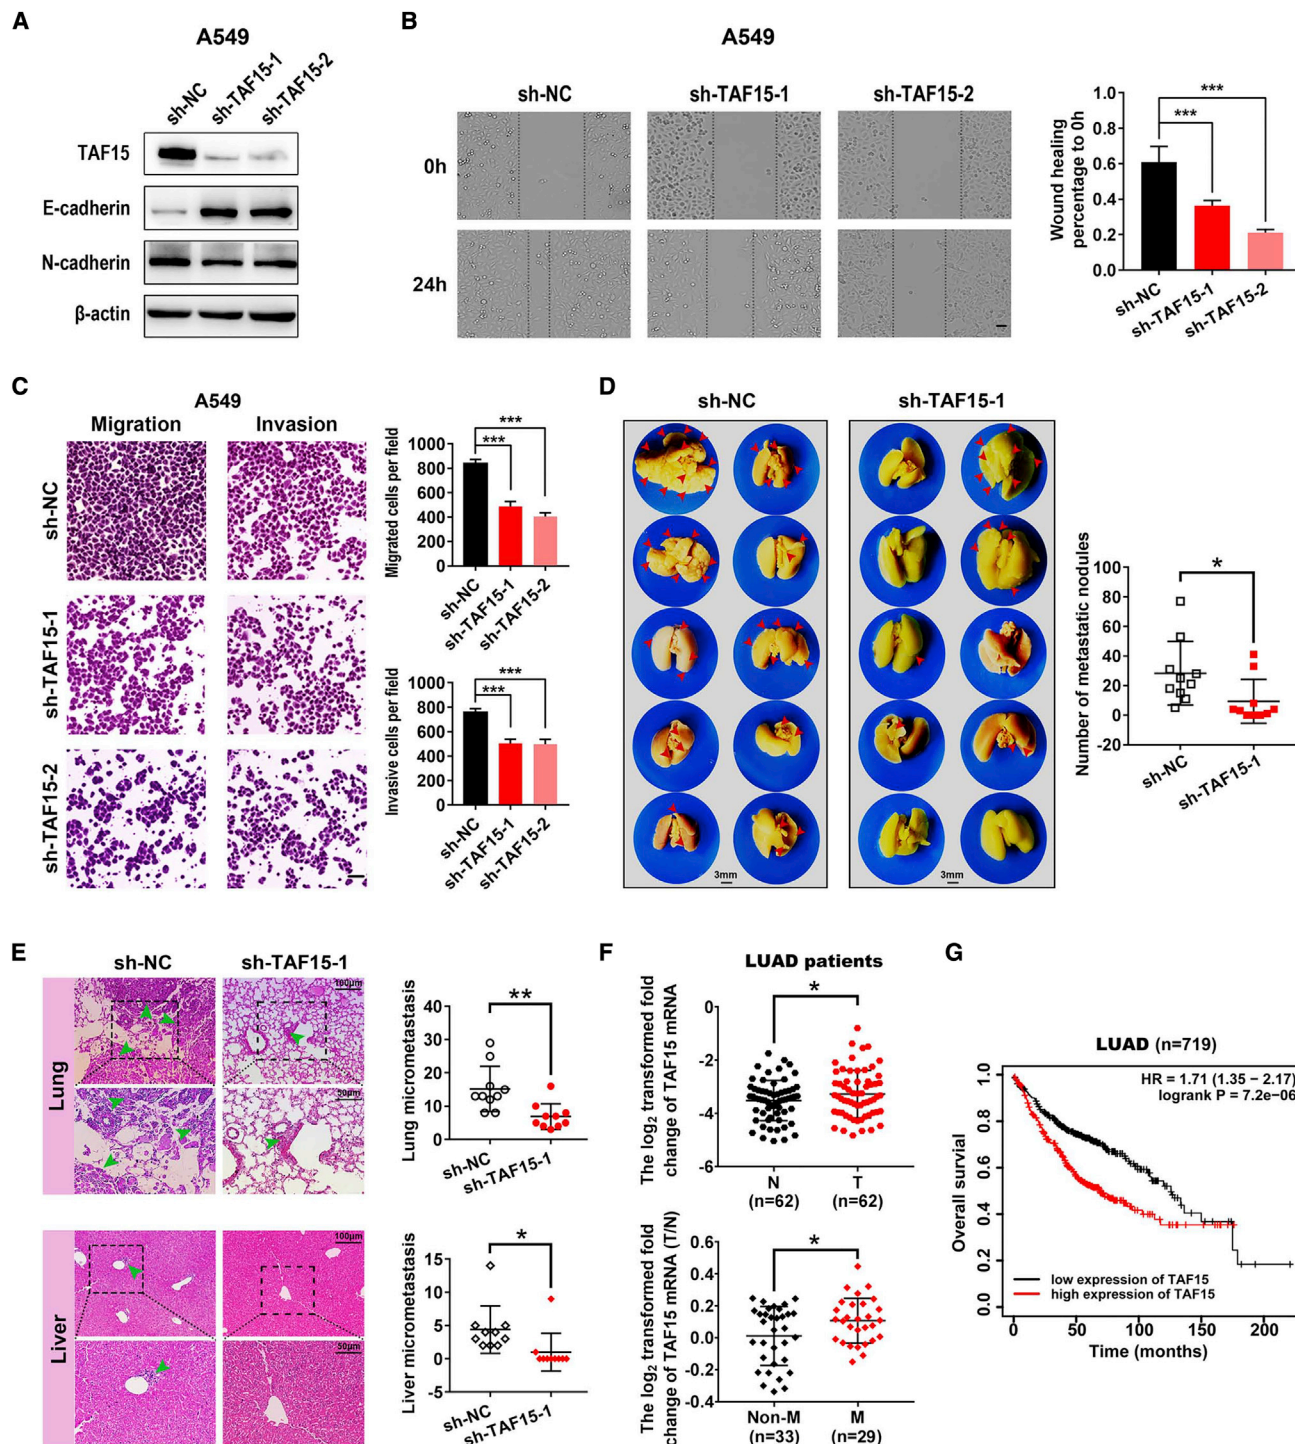 A
A549
sh-NC
sh-TAF15-1
sh-TAF15-2
TAF15
E-cadherin
N-cadherin
β-actin
B
A549
sh-NC
sh-TAF15-1
sh-TAF15-2
0h
24h
Wound healing
percentage to 0h
1.0
0.8
0.6
0.4
0.2
0.0
***
***
sh-NC
sh-TAF15-1
sh-TAF15-2
C
A549
Migration
Invasion
sh-NC
sh-TAF15-1
sh-TAF15-2
Migrated cells per field
1000
800
600
400
200
0
***
***
sh-NC
sh-TAF15-1
sh-TAF15-2
Invasive cells per field
1000
800
600
400
200
0
***
***
sh-NC
sh-TAF15-1
sh-TAF15-2
D
sh-NC
sh-TAF15-1
3mm
3mm
Number of metastatic nodules
100
80
60
40
20
0
-20
*
sh-NC
sh-TAF15-1
E
sh-NC
sh-TAF15-1
Lung
100μm
50μm
Liver
100μm
50μm
Lung micrometastasis
40
30
20
10
0
**
sh-NC
sh-TAF15-1
Liver micrometastasis
15
10
5
0
-5
*
sh-NC
sh-TAF15-1
F
LUAD patients
The log2 transformed fold
change of TAF15 mRNA
0
-2
-4
-6
*
N
(n=62)
T
(n=62)
The log2 transformed fold
change of TAF15 mRNA (T/N)
0.6
0.4
0.2
0.0
-0.2
-0.4
*
Non-M
(n=33)
M
(n=29)
G
LUAD (n=719)
HR = 1.71 (1.35 − 2.17)
logrank P = 7.2e−06
Overall survival
1.0
0.8
0.6
0.4
0.2
0.0
low expression of TAF15
high expression of TAF15
0
50
100
150
200
Time (months)